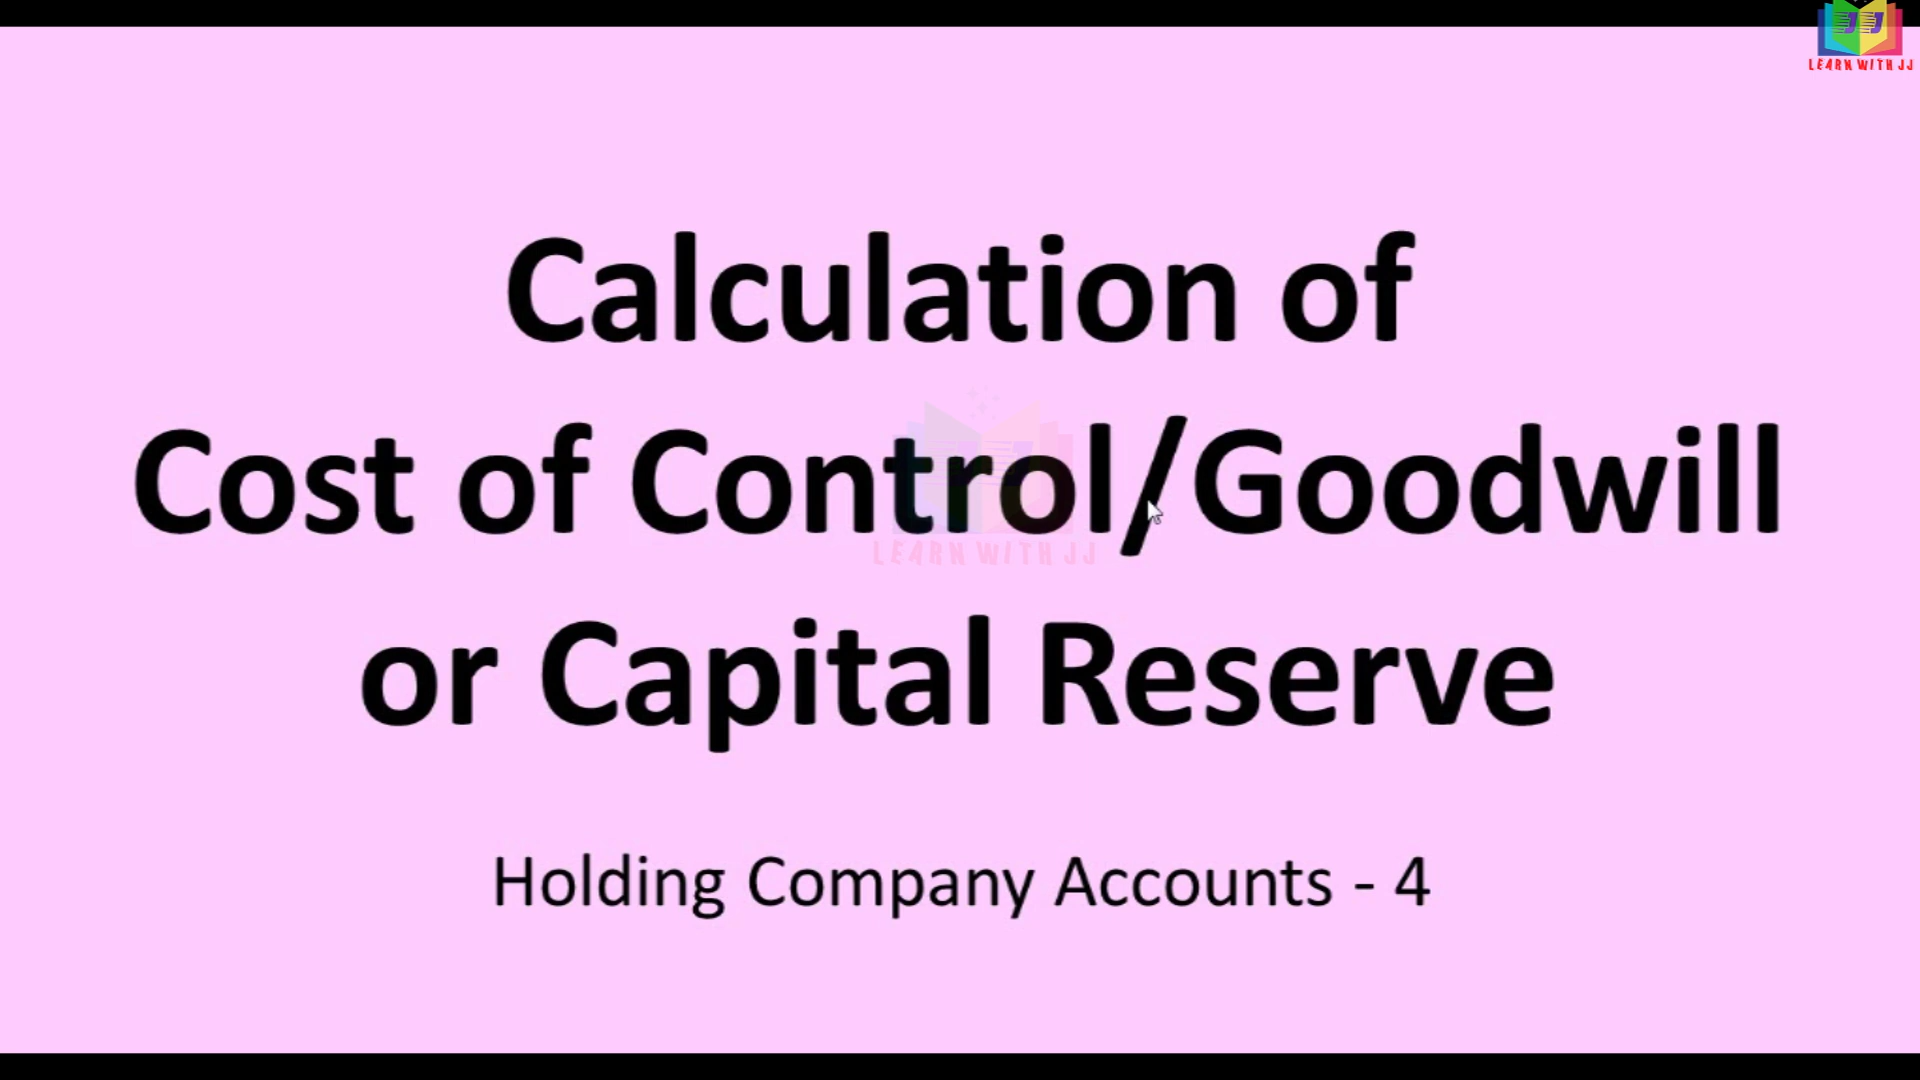 LEARN WITH JJ
Calculation of
Cost of Control/Goodwill
or Capital Reserve
LEARN WITH JJ
Holding Company Accounts - 4